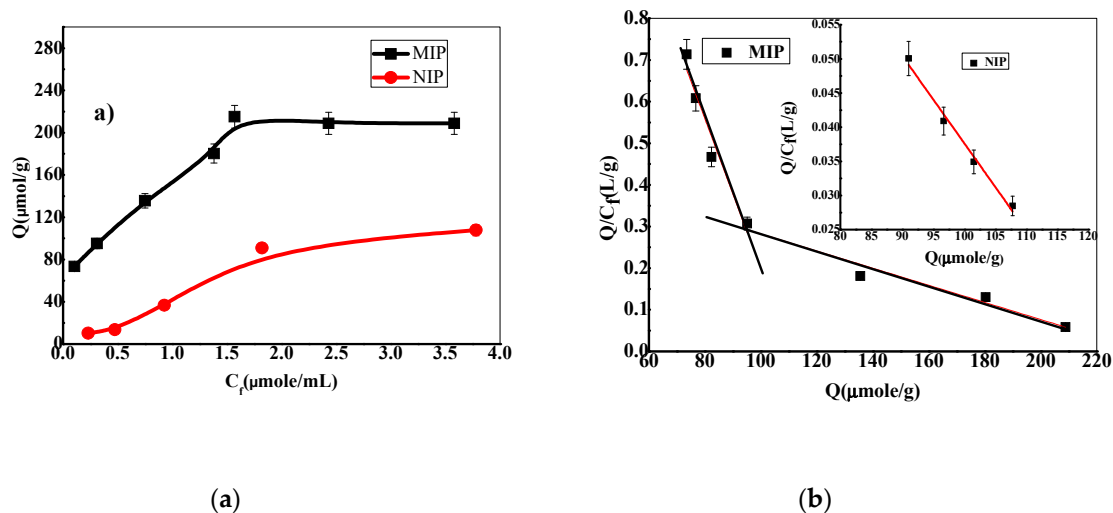 a)
MIP
NIP
Q(μmol/g)
280
240
200
160
120
80
40
0
0.0 0.5 1.0 1.5 2.0 2.5 3.0 3.5 4.0
Cf(μmole/mL)
MIP
Q/Cf(L/g)
0.8
0.7
0.6
0.5
0.4
0.3
0.2
0.1
0.0
60 80 100 120 140 160 180 200 220
Q(μmole/g)
NIP
Q/Cf(L/g)
0.055
0.050
0.045
0.040
0.035
0.030
0.025
80 85 90 95 100 105 110 115 120
Q(μmole/g)
(a) (b)